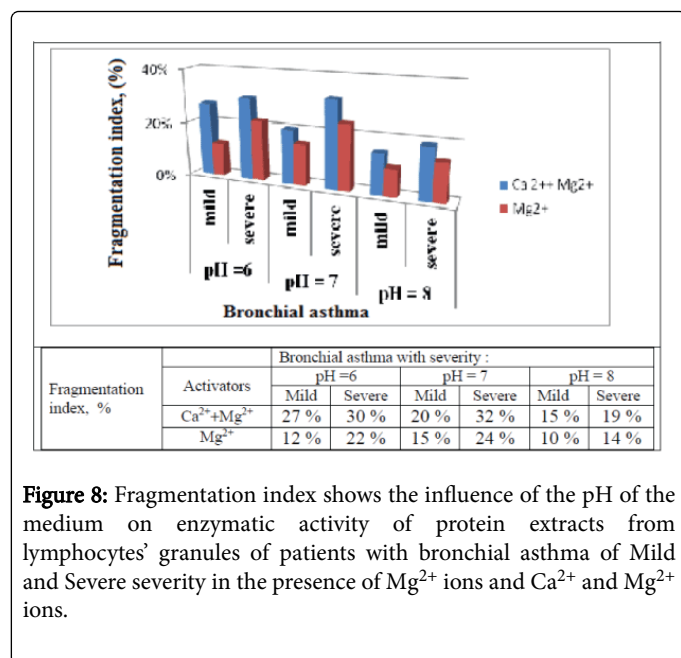 40%
20%
0%
Fragmentation index, (%)
mild
severe
mild
severe
mild
severe
pH =6
pH = 7
pH = 8
Bronchial asthma
Ca 2++ Mg2+
Mg2+
Bronchial asthma with severity :
Fragmentation index, % Activators pH =6 pH = 7 pH = 8
Mild Severe Mild Severe Mild Severe
Ca²⁺+Mg²⁺ 27 % 30 % 20 % 32 % 15 % 19 %
Mg²⁺ 12 % 22 % 15 % 24 % 10 % 14 %
Figure 8: Fragmentation index shows the influence of the pH of the
medium on enzymatic activity of protein extracts from
lymphocytes’ granules of patients with bronchial asthma of Mild
and Severe severity in the presence of Mg²⁺ ions and Ca²⁺ and Mg²⁺
ions.